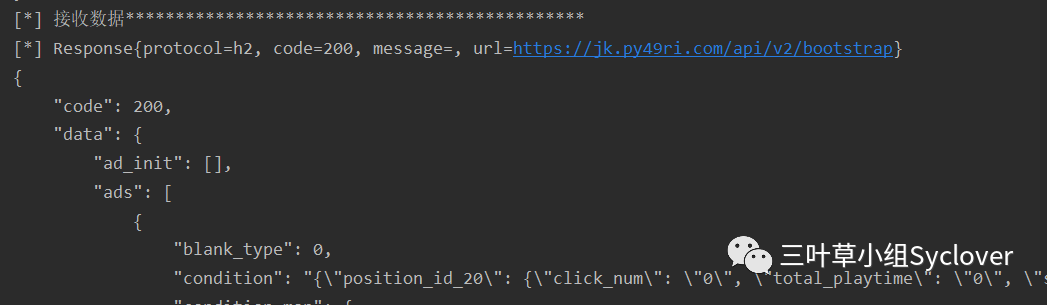 [*] 接收数据**********************************************
[*] Response{protocol=h2, code=200, message=, url=https://jk.py49ri.com/api/v2/bootstrap}
{
"code": 200,
"data": {
"ad_init": [],
"ads": [
{
"blank_type": 0,
"condition": "{\"position_id_20\": {\"click_num\": \"0\", \"total_playtime\": \"0\", \"s
三叶草小组Syclover